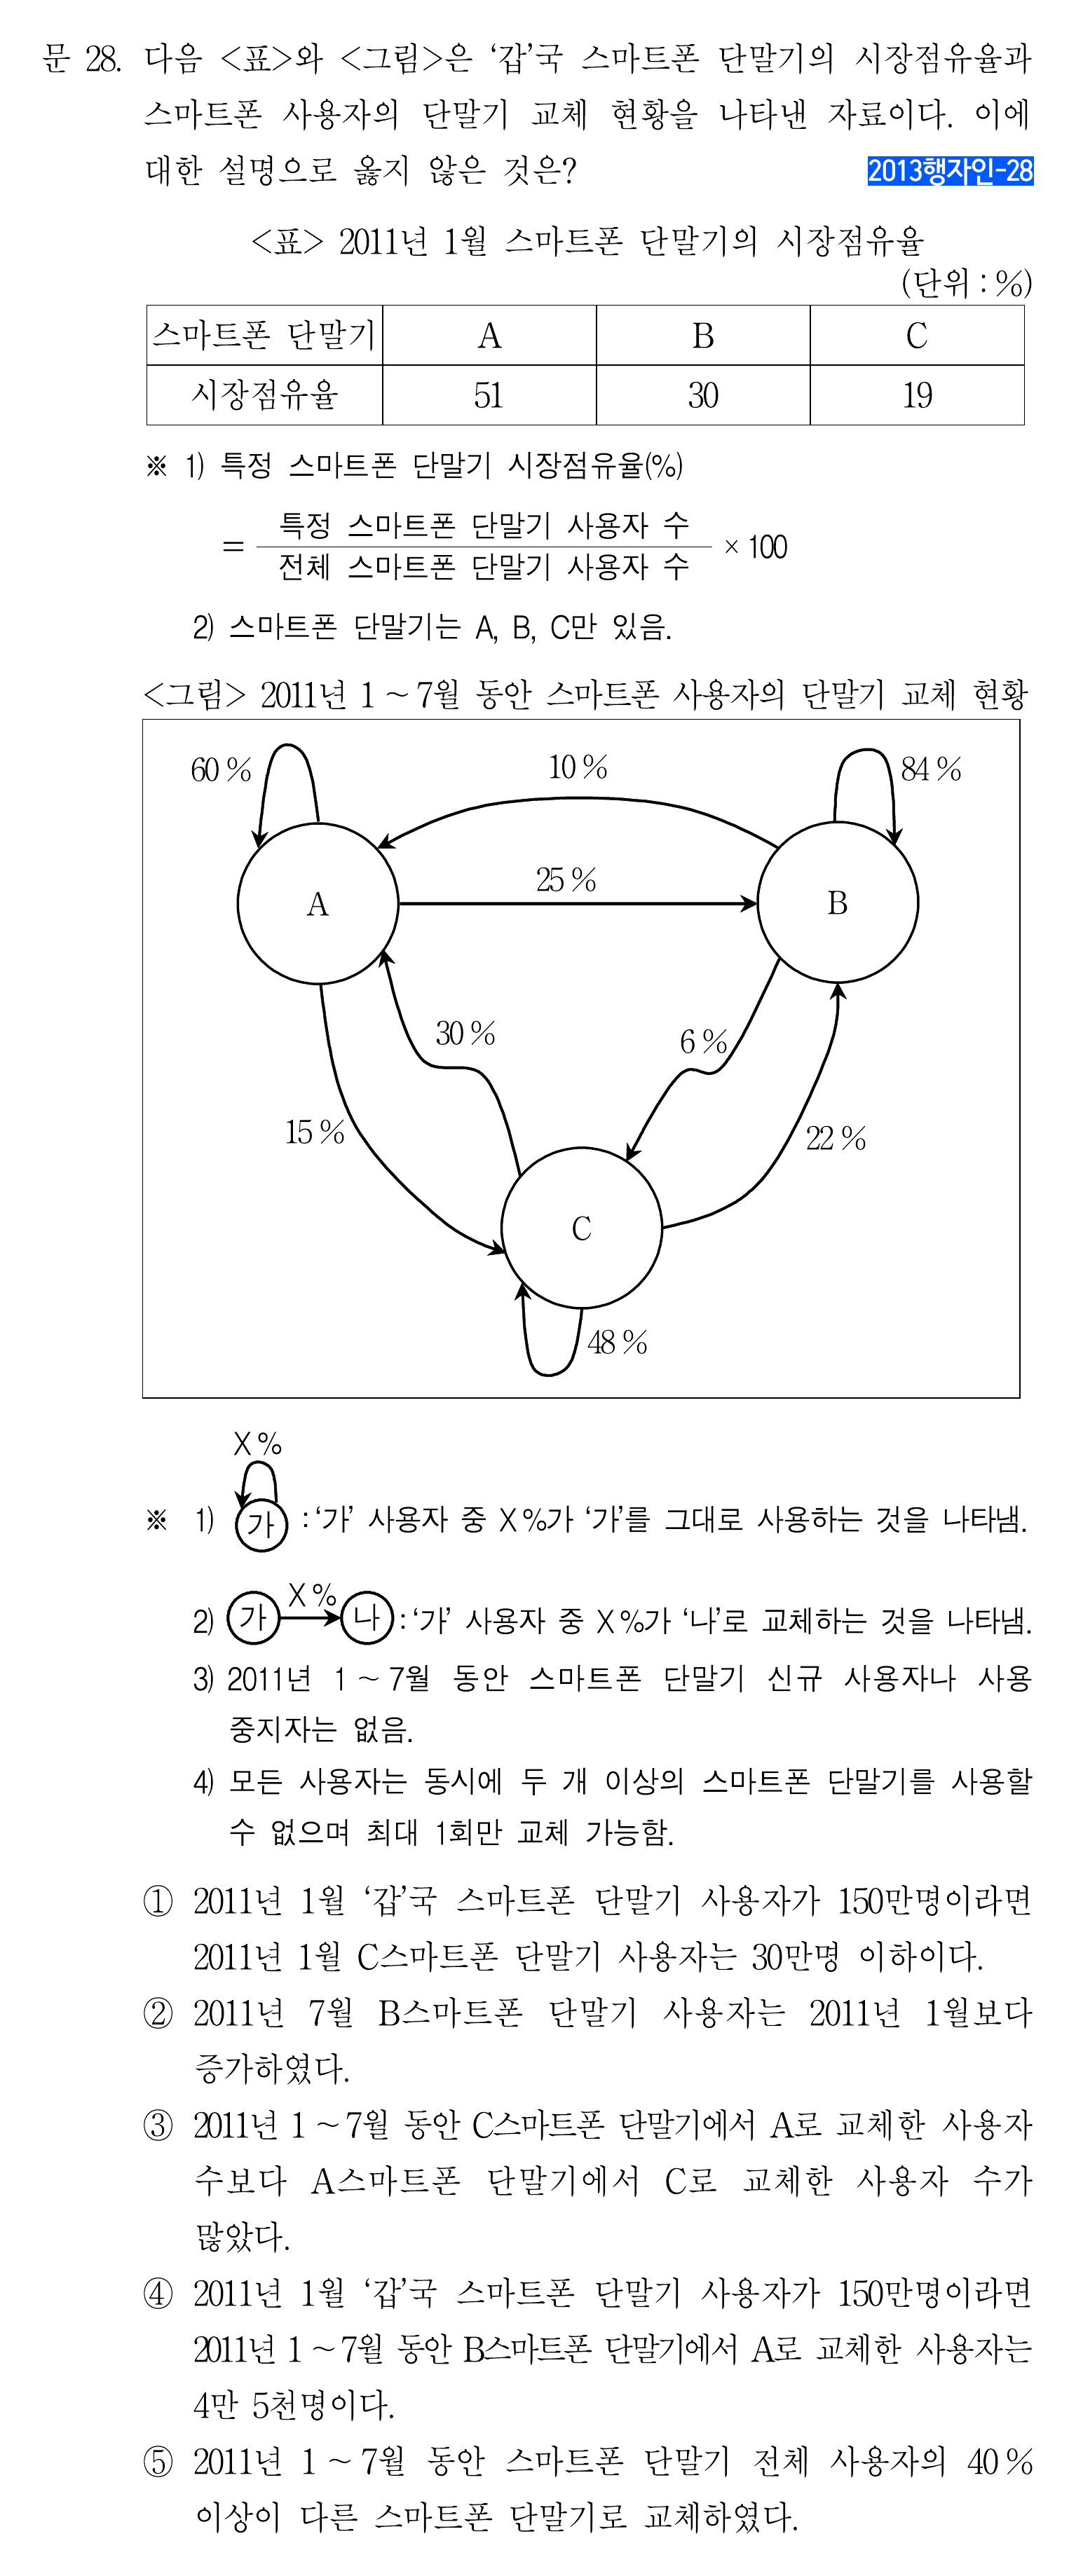 문 28. 다음 <표>와 <그림>은 ‘갑’국 스마트폰 단말기의 시장점유율과
스마트폰 사용자의 단말기 교체 현황을 나타낸 자료이다. 이에
대한 설명으로 옳지 않은 것은?
2013행자인-28
<표> 2011년 1월 스마트폰 단말기의 시장점유율
(단위 : %)
스마트폰 단말기 A B C
시장점유율 51 30 19
※ 1) 특정 스마트폰 단말기 시장점유율(%)
특정 스마트폰 단말기 사용자 수
= × 100
전체 스마트폰 단말기 사용자 수
2) 스마트폰 단말기는 A, B, C만 있음.
<그림> 2011년 1 ~ 7월 동안 스마트폰 사용자의 단말기 교체 현황
60 % 10 % 84 %
25 %
A B
30 % 6 %
15 % 22 %
C
48 %
X %
※ 1) 가 : ‘가’ 사용자 중 X %가 ‘가’를 그대로 사용하는 것을 나타냄.
X %
2) 가 나 : ‘가’ 사용자 중 X %가 ‘나’로 교체하는 것을 나타냄.
3) 2011년 1 ~ 7월 동안 스마트폰 단말기 신규 사용자나 사용
중지자는 없음.
4) 모든 사용자는 동시에 두 개 이상의 스마트폰 단말기를 사용할
수 없으며 최대 1회만 교체 가능함.
① 2011년 1월 ‘갑’국 스마트폰 단말기 사용자가 150만명이라면
2011년 1월 C스마트폰 단말기 사용자는 30만명 이하이다.
② 2011년 7월 B스마트폰 단말기 사용자는 2011년 1월보다
증가하였다.
③ 2011년 1 ~ 7월 동안 C스마트폰 단말기에서 A로 교체한 사용자
수보다 A스마트폰 단말기에서 C로 교체한 사용자 수가
많았다.
④ 2011년 1월 ‘갑’국 스마트폰 단말기 사용자가 150만명이라면
2011년 1 ~ 7월 동안 B스마트폰 단말기에서 A로 교체한 사용자는
4만 5천명이다.
⑤ 2011년 1 ~ 7월 동안 스마트폰 단말기 전체 사용자의 40 %
이상이 다른 스마트폰 단말기로 교체하였다.